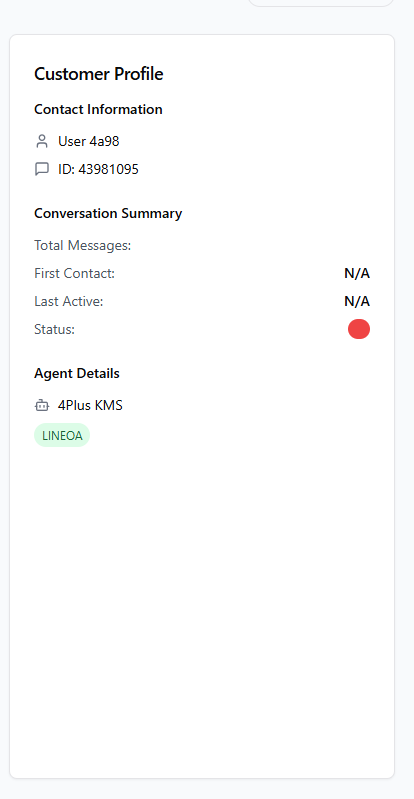 Customer Profile
Contact Information
User 4a98
ID: 43981095
Conversation Summary
Total Messages:
First Contact: N/A
Last Active: N/A
Status:
Agent Details
4Plus KMS
LINEOA